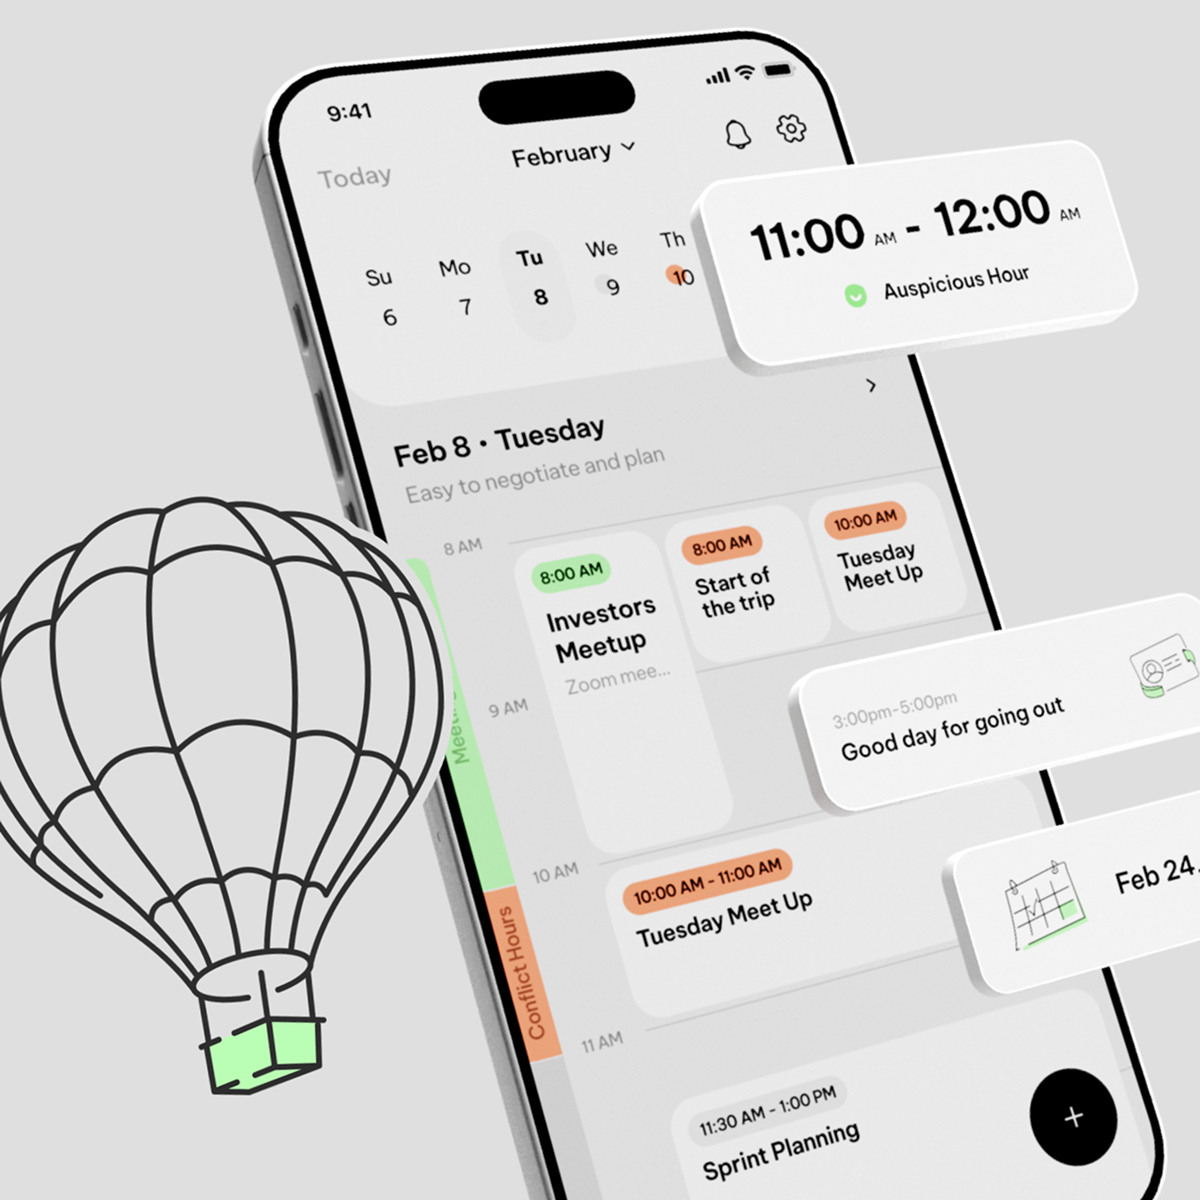 9:41
Today
February
Su
Mo
Tu
We
Th
6
7
8
9
10
11:00 AM - 12:00 AM
Auspicious Hour
Feb 8 • Tuesday
Easy to negotiate and plan
8 AM
8:00 AM
Investors
Meetup
Zoom mee...
8:00 AM
Start of
the trip
10:00 AM
Tuesday
Meet Up
9 AM
3:00pm-5:00pm
Good day for going out
10 AM
10:00 AM - 11:00 AM
Tuesday Meet Up
Conflict Hours
Feb 24
11 AM
11:30 AM - 1:00 PM
Sprint Planning